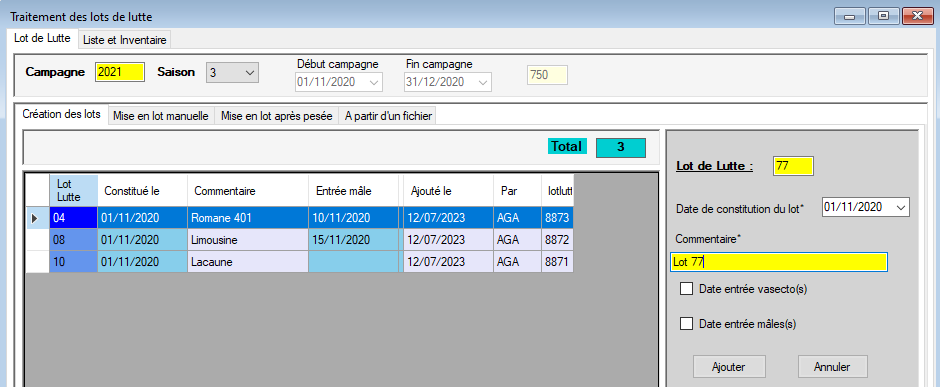 Traitement des lots de lutte
Lot de Lutte Liste et Inventaire
Début campagne Fin campagne
Campagne 2021 Saison 3 01/11/2020 31/12/2020 750
Création des lots Mise en lot manuelle Mise en lot après pesée A partir d'un fichier
Total 3
Lot de Lutte : 77
Lot Lutte Constitué le Commentaire Entrée mâle Ajouté le Par lotlutt
04 01/11/2020 Romane 401 10/11/2020 12/07/2023 AGA 8873
08 01/11/2020 Limousine 15/11/2020 12/07/2023 AGA 8872
10 01/11/2020 Lacaune 12/07/2023 AGA 8871
Date de constitution du lot* 01/11/2020
Commentaire*
Lot 77
Date entrée vasecto(s)
Date entrée mâles(s)
Ajouter Annuler